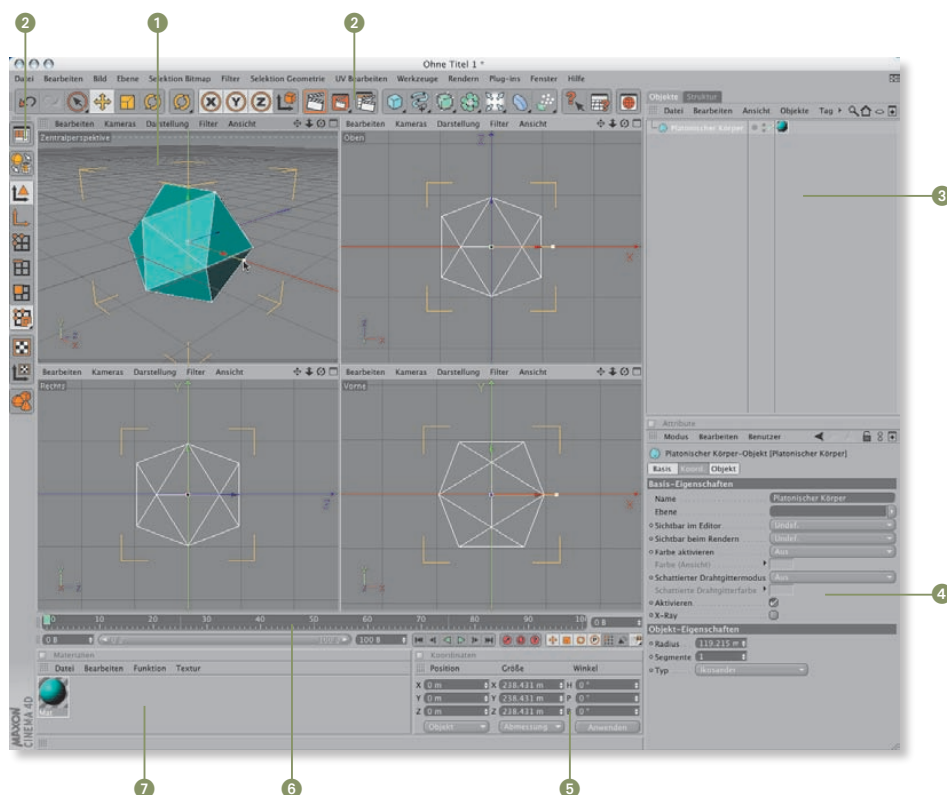 2 1 2
Ohne Titel 1 *
Datei Bearbeiten Bild Ebene Selektion Bitmap Filter Selektion Geometrie UV Bearbeiten Werkzeuge Rendern Plug-ins Fenster Hilfe
X Y Z
Objekte Struktur
Datei Bearbeiten Ansicht Objekte Tag
Platonischer Körper
3
Bearbeiten Kameras Darstellung Filter Ansicht
Zentralperspektive
Bearbeiten Kameras Darstellung Filter Ansicht
Oben
Bearbeiten Kameras Darstellung Filter Ansicht
Rechts
Y
Bearbeiten Kameras Darstellung Filter Ansicht
Vorne
Y
Attribute
Modus Bearbeiten Benutzer
Platonischer Körper-Objekt [Platonischer Körper]
Basis Koord. Objekt
Basis-Eigenschaften
Name Platonischer Körper
Ebene
Sichtbar im Editor Undef.
Sichtbar beim Rendern Undef.
Farbe aktivieren Aus
Farbe (Ansicht)
Schattierter Drahtgittermodus Aus
Schattierte Drahtgitterfarbe
4
Aktivieren
X-Ray
Objekt-Eigenschaften
Radius 119.215 m
Segmente 1
Typ Ikosaeder
0 10 20 30 40 50 60 70 80 90 0 B
0 B 100 B
Materialien
Datei Bearbeiten Funktion Textur
Mat
Koordinaten
Position Größe Winkel
X 0 m X 238.431 m H 0 °
Y 0 m Y 238.431 m P 0 °
Z 0 m Z 238.431 m B 0 °
Objekt Abmessung Anwenden
MAXON
CINEMA 4D
7 6 5